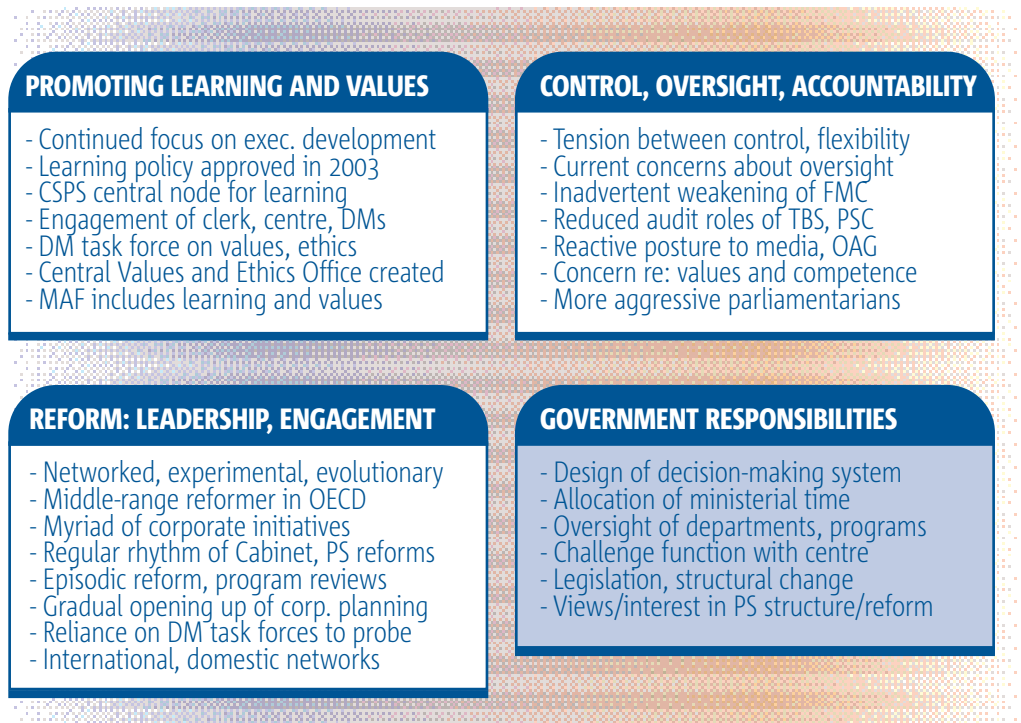 PROMOTING LEARNING AND VALUES
- Continued focus on exec. development
- Learning policy approved in 2003
- CSPS central node for learning
- Engagement of clerk, centre, DMs
- DM task force on values, ethics
- Central Values and Ethics Office created
- MAF includes learning and values
CONTROL, OVERSIGHT, ACCOUNTABILITY
- Tension between control, flexibility
- Current concerns about oversight
- Inadvertent weakening of FMC
- Reduced audit roles of TBS, PSC
- Reactive posture to media, OAG
- Concern re: values and competence
- More aggressive parliamentarians
REFORM: LEADERSHIP, ENGAGEMENT
- Networked, experimental, evolutionary
- Middle-range reformer in OECD
- Myriad of corporate initiatives
- Regular rhythm of Cabinet, PS reforms
- Episodic reform, program reviews
- Gradual opening up of corp. planning
- Reliance on DM task forces to probe
- International, domestic networks
GOVERNMENT RESPONSIBILITIES
- Design of decision-making system
- Allocation of ministerial time
- Oversight of departments, programs
- Challenge function with centre
- Legislation, structural change
- Views/interest in PS structure/reform